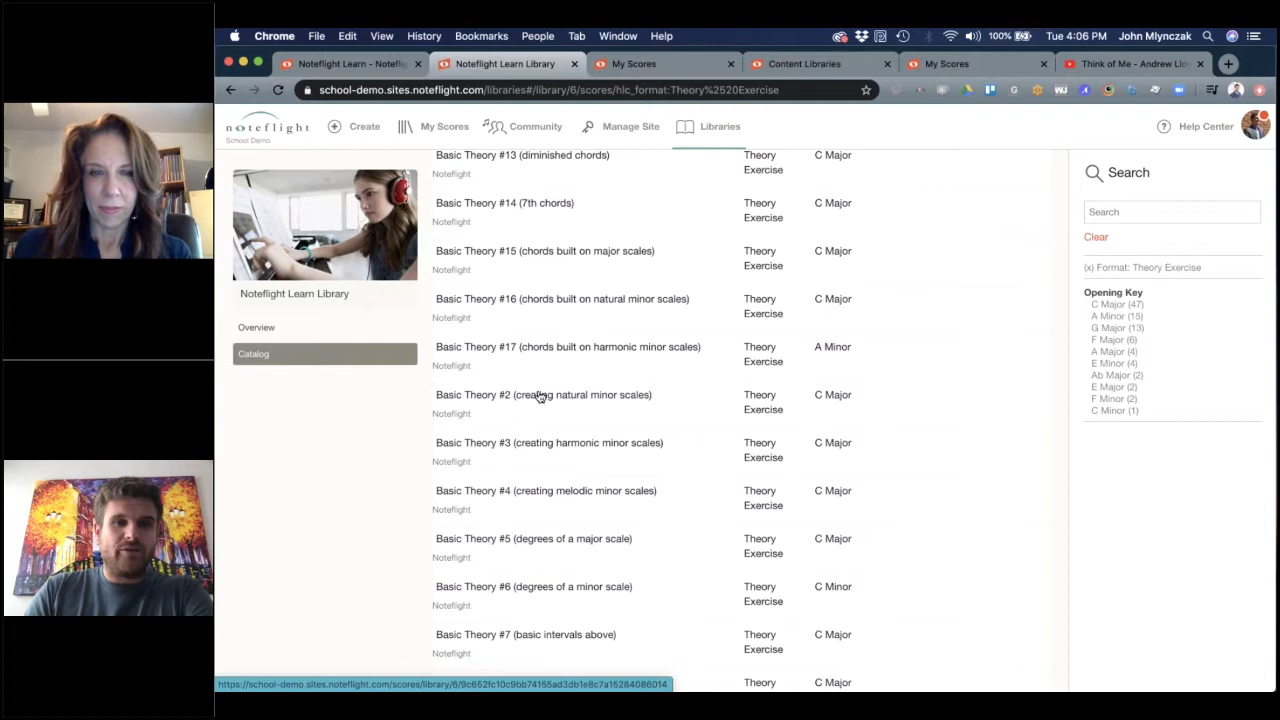 Chrome File Edit View History Bookmarks People Tab Window Help 100% Tue 4:06 PM John Mlynczak
Noteflight Learn - Noteflig
Noteflight Learn Library
My Scores
Content Libraries
My Scores
Think of Me - Andrew Llo
school-demo.sites.noteflight.com/libraries#/library/6/scores/hlc_format:Theory%2520Exercise
noteflight
School Demo
Create
My Scores
Community
Manage Site
Libraries
Help Center
Noteflight Learn Library
Overview
Catalog
Basic Theory #13 (diminished chords) Theory Exercise C Major
Noteflight
Basic Theory #14 (7th chords) Theory Exercise C Major
Noteflight
Basic Theory #15 (chords built on major scales) Theory Exercise C Major
Noteflight
Basic Theory #16 (chords built on natural minor scales) Theory Exercise C Major
Noteflight
Basic Theory #17 (chords built on harmonic minor scales) Theory Exercise A Minor
Noteflight
Basic Theory #2 (creating natural minor scales) Theory Exercise C Major
Noteflight
Basic Theory #3 (creating harmonic minor scales) Theory Exercise C Major
Noteflight
Basic Theory #4 (creating melodic minor scales) Theory Exercise C Major
Noteflight
Basic Theory #5 (degrees of a major scale) Theory Exercise C Major
Noteflight
Basic Theory #6 (degrees of a minor scale) Theory Exercise C Minor
Noteflight
Basic Theory #7 (basic intervals above) Theory Exercise C Major
Noteflight
Theory C Major
Search
Search
Clear
(x) Format: Theory Exercise
Opening Key
C Major (47)
A Minor (15)
G Major (13)
F Major (6)
A Major (4)
E Minor (4)
Ab Major (2)
E Major (2)
F Minor (2)
C Minor (1)
https://school-demo.sites.noteflight.com/scores/library/6/9c652fc10c9bb74155ad3db1e8c7a15284086014